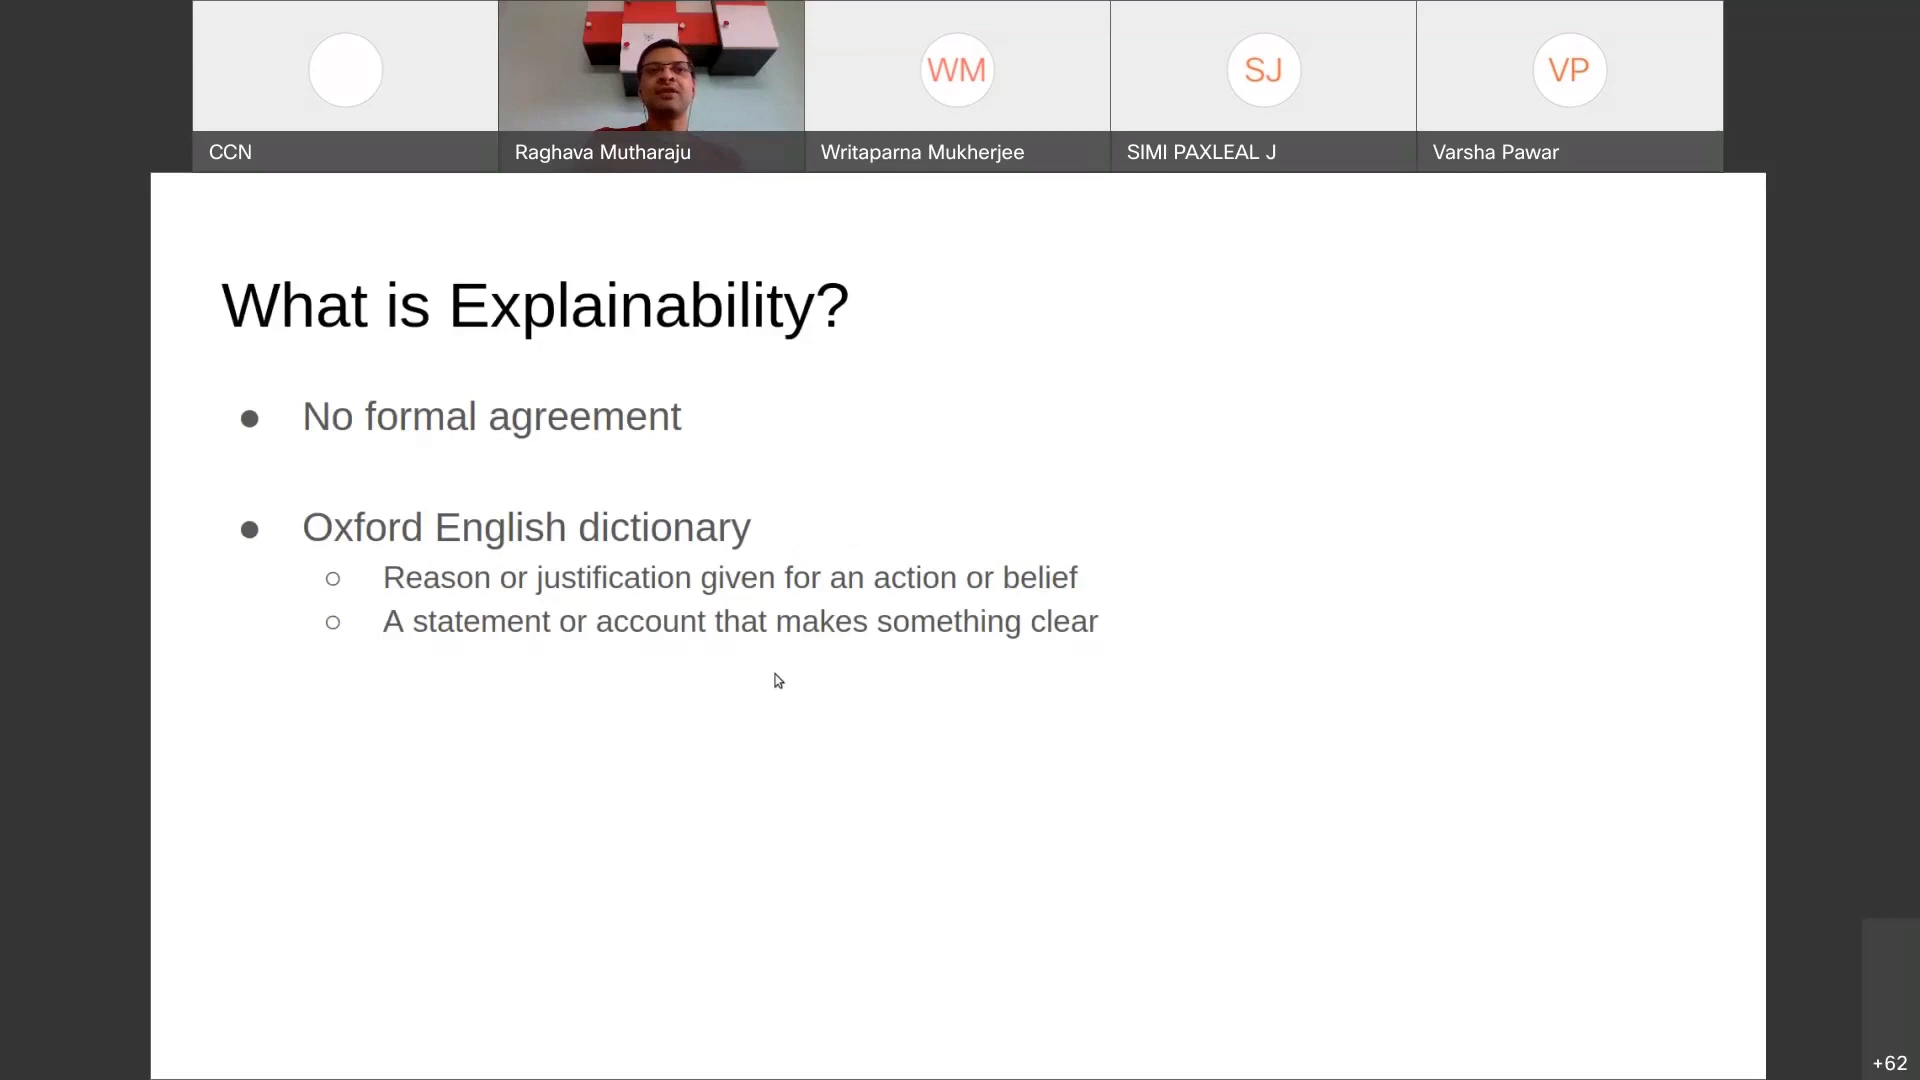 CCN
Raghava Mutharaju
WM
Writaparna Mukherjee
SJ
SIMI PAXLEAL J
VP
Varsha Pawar
What is Explainability?
● No formal agreement
● Oxford English dictionary
○ Reason or justification given for an action or belief
○ A statement or account that makes something clear
+62